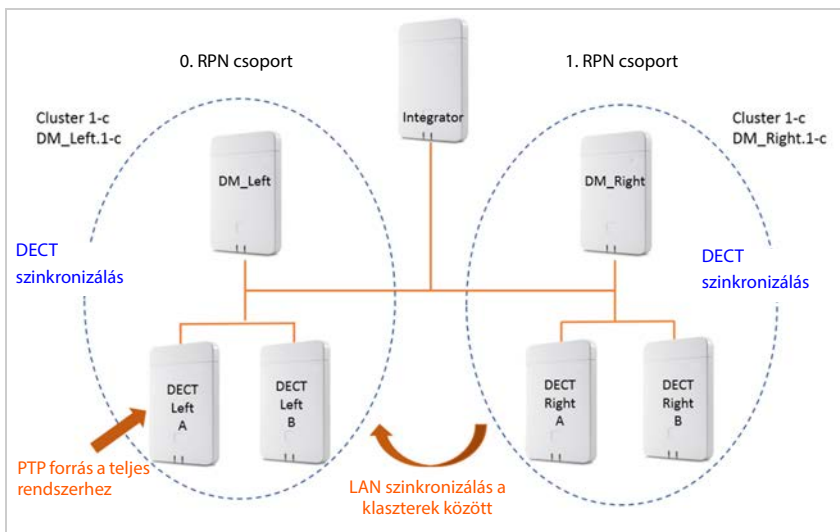 0. RPN csoport
1. RPN csoport
Integrator
Cluster 1-c
DM_Left.1-c
Cluster 1-c
DM_Right.1-c
DM_Left
DM_Right
DECT
szinkronizálás
DECT
szinkronizálás
DECT
Left
A
DECT
Left
B
DECT
Right
A
DECT
Right
B
PTP forrás a teljes
rendszerhez
LAN szinkronizálás a
klaszterek között